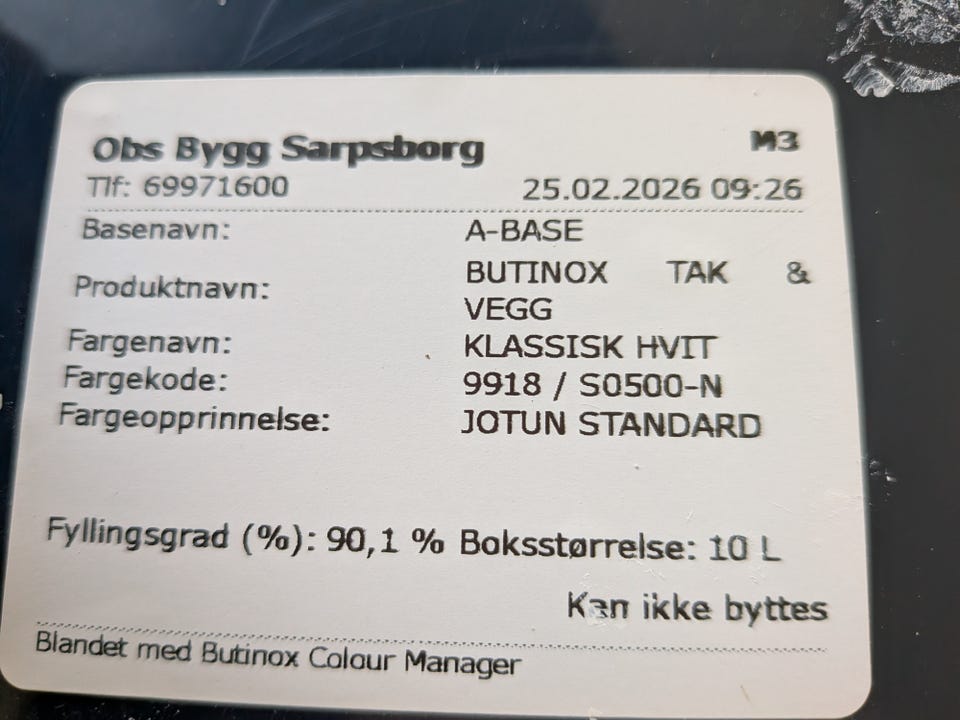 Obs Bygg Sarpsborg M3
Tlf: 69971600 25.02.2026 09:26
Basenavn: A-BASE
Produktnavn: BUTINOX TAK & VEGG
Fargenavn: KLASSISK HVIT
Fargekode: 9918 / S0500-N
Fargeopprinnelse: JOTUN STANDARD
Fyllingsgrad (%): 90,1 % Boksstørrelse: 10 L
Kan ikke byttes
Blandet med Butinox Colour Manager